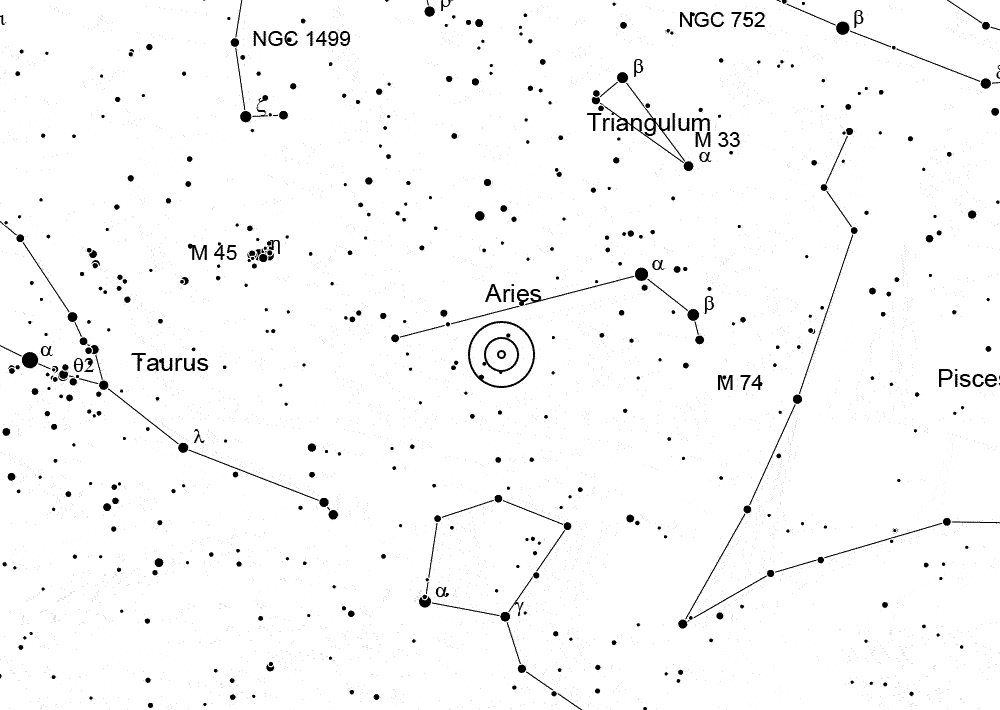 β
NGC 752
β
ι
NGC 1499
β
δ
ζ
Triangulum
M 33
α
M 45
η
α
Aries
β
α
θ2
Taurus
M 74
Pisces
λ
α
γ